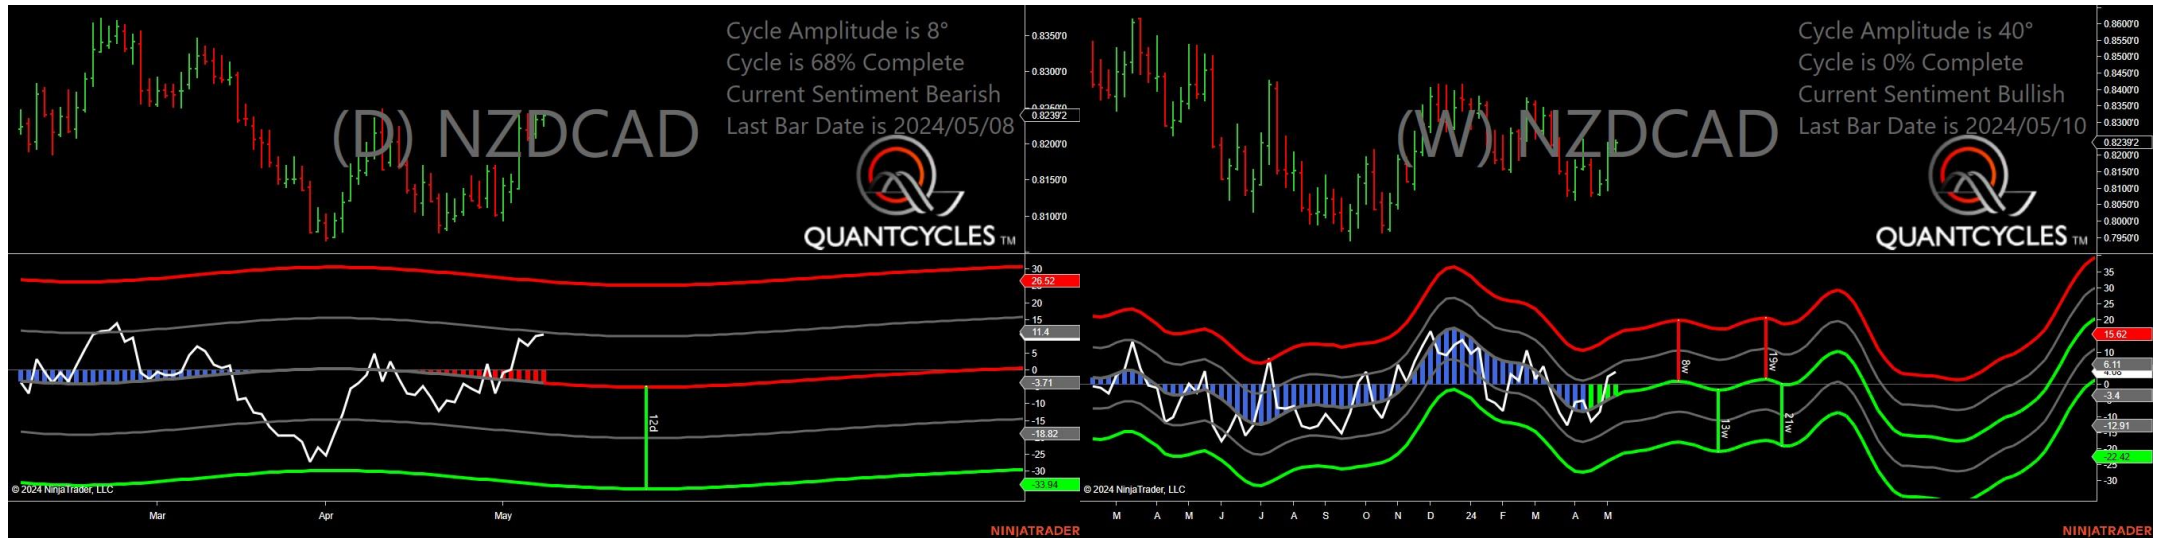 Cycle Amplitude is 8°
Cycle is 68% Complete
Current Sentiment Bearish
Last Bar Date is 2024/05/08
(D) NZDCAD
QUANTCYCLES TM
0.8350'0
0.8300'0
0.8250'0
0.8239'2
0.8200'0
0.8150'0
0.8100'0
30
26.52
20
15
11.4
5
0
-3.71
-10
-15
-18.82
-25
-30
-33.94
12d
© 2024 NinjaTrader, LLC
Mar Apr May
NINJATRADER
Cycle Amplitude is 40°
Cycle is 0% Complete
Current Sentiment Bullish
Last Bar Date is 2024/05/10
(W) NZDCAD
QUANTCYCLES TM
0.8600'0
0.8550'0
0.8500'0
0.8450'0
0.8400'0
0.8350'0
0.8300'0
0.8239'2
0.8200'0
0.8150'0
0.8100'0
0.8050'0
0.8000'0
0.7950'0
35
30
25
20
15.62
10
6.11
4.08
0
-3.4
-10
-12.91
-15
-22.42
-25
-30
8w
19w
13w
21w
© 2024 NinjaTrader, LLC
M A M J J A S O N D 24 F M A M
NINJATRADER